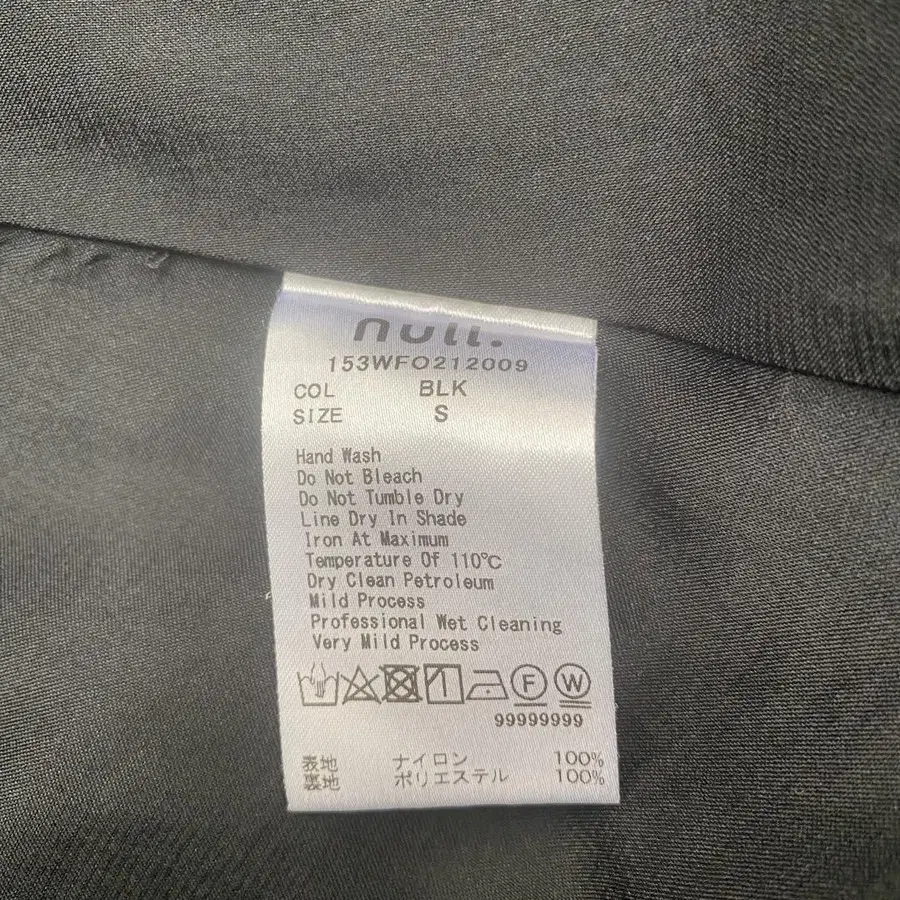 null.
153WFO212009
COL BLK
SIZE S
Hand Wash
Do Not Bleach
Do Not Tumble Dry
Line Dry In Shade
Iron At Maximum
Temperature Of 110℃
Dry Clean Petroleum
Mild Process
Professional Wet Cleaning
Very Mild Process
F W
99999999
表地 ナイロン 100%
裏地 ポリエステル 100%